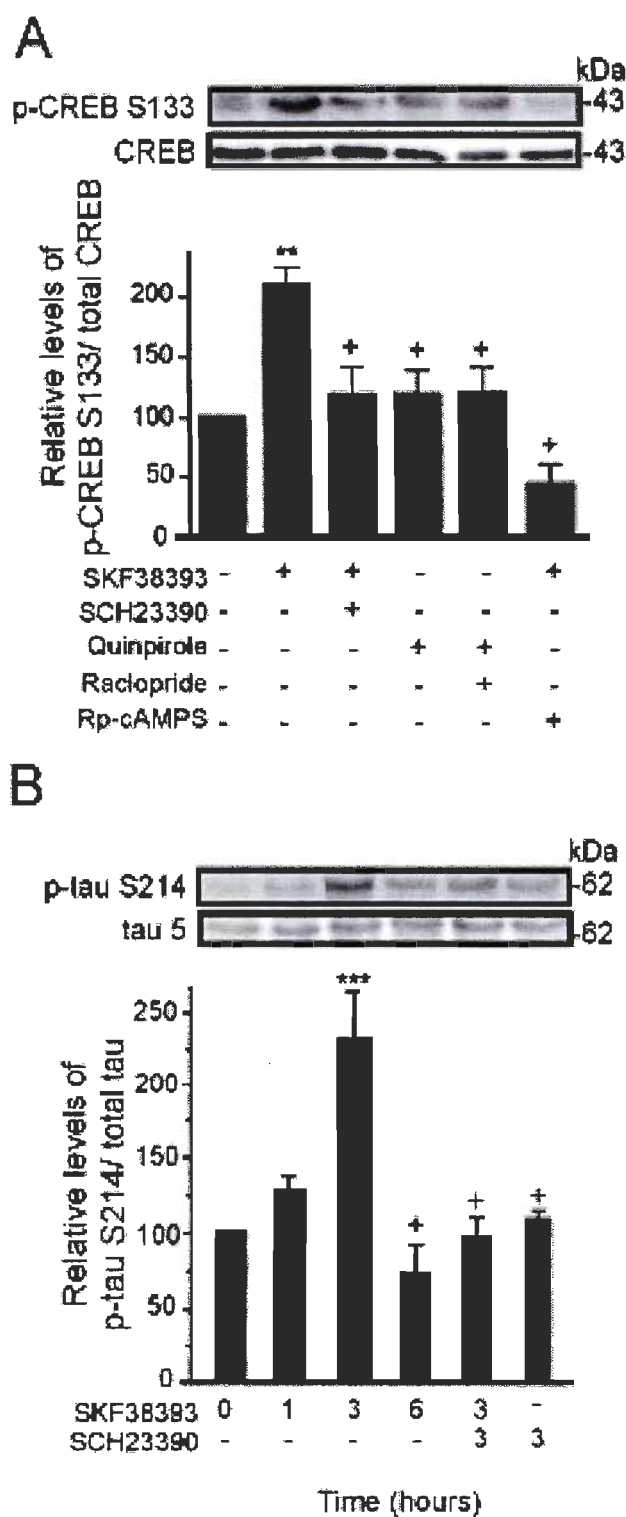 A
kDa
p-CREB S133 -43
CREB -43
Relative levels of
p-CREB S133/ total CREB
200
150
100
50
0
**
+ + +
+
SKF38393 - + + - - +
SCH23390 - - + - - -
Quinpirole - - - + + -
Raclopride - - - - + -
Rp-cAMPS - - - - - +
B
kDa
p-tau S214 -62
tau 5 -62
Relative levels of
p-tau S214/ total tau
250
200
150
100
50
0
***
+ + +
SKF38393 0 1 3 6 3 -
SCH23390 - - - - 3 3
Time (hours)